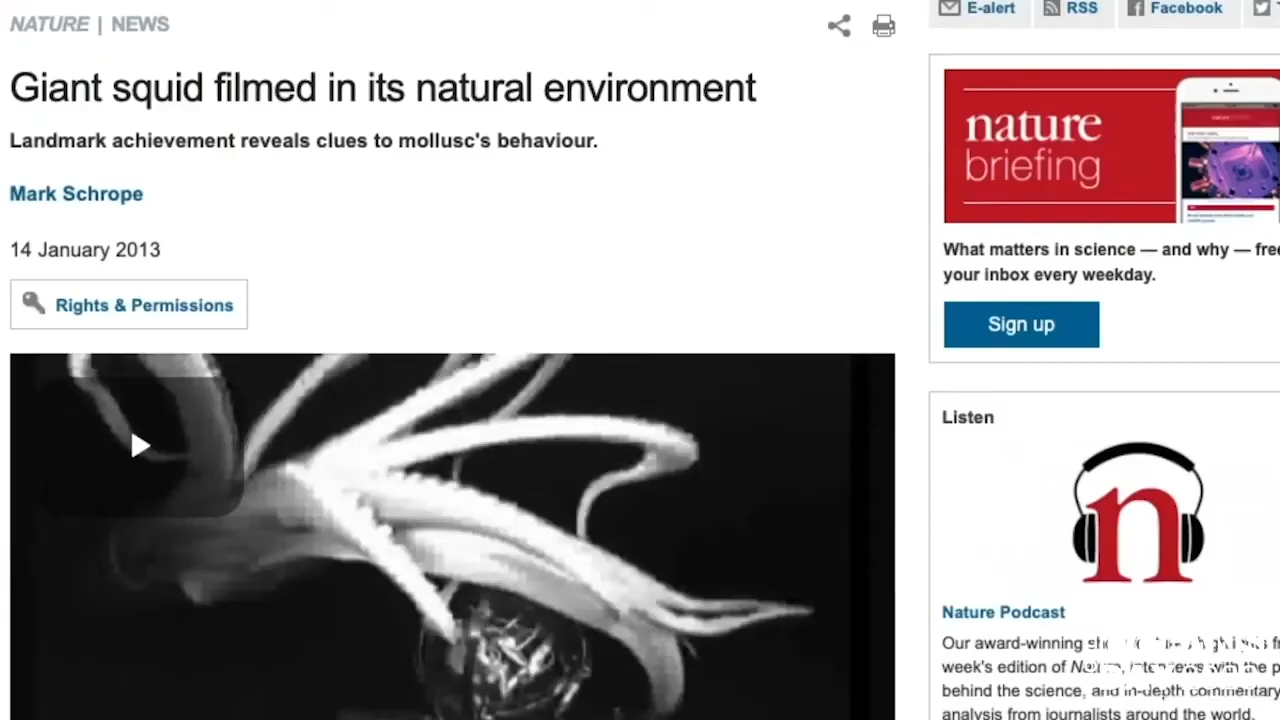 NATURE | NEWS
Giant squid filmed in its natural environment
Landmark achievement reveals clues to mollusc's behaviour.
Mark Schrope
14 January 2013
Rights & Permissions
E-alert
RSS
Facebook
nature
briefing
What matters in science — and why — free
your inbox every weekday.
Sign up
Listen
n
Nature Podcast
Our award-winning
week's edition of
behind the science, and in-depth commentary
analysis from journalists around the world.